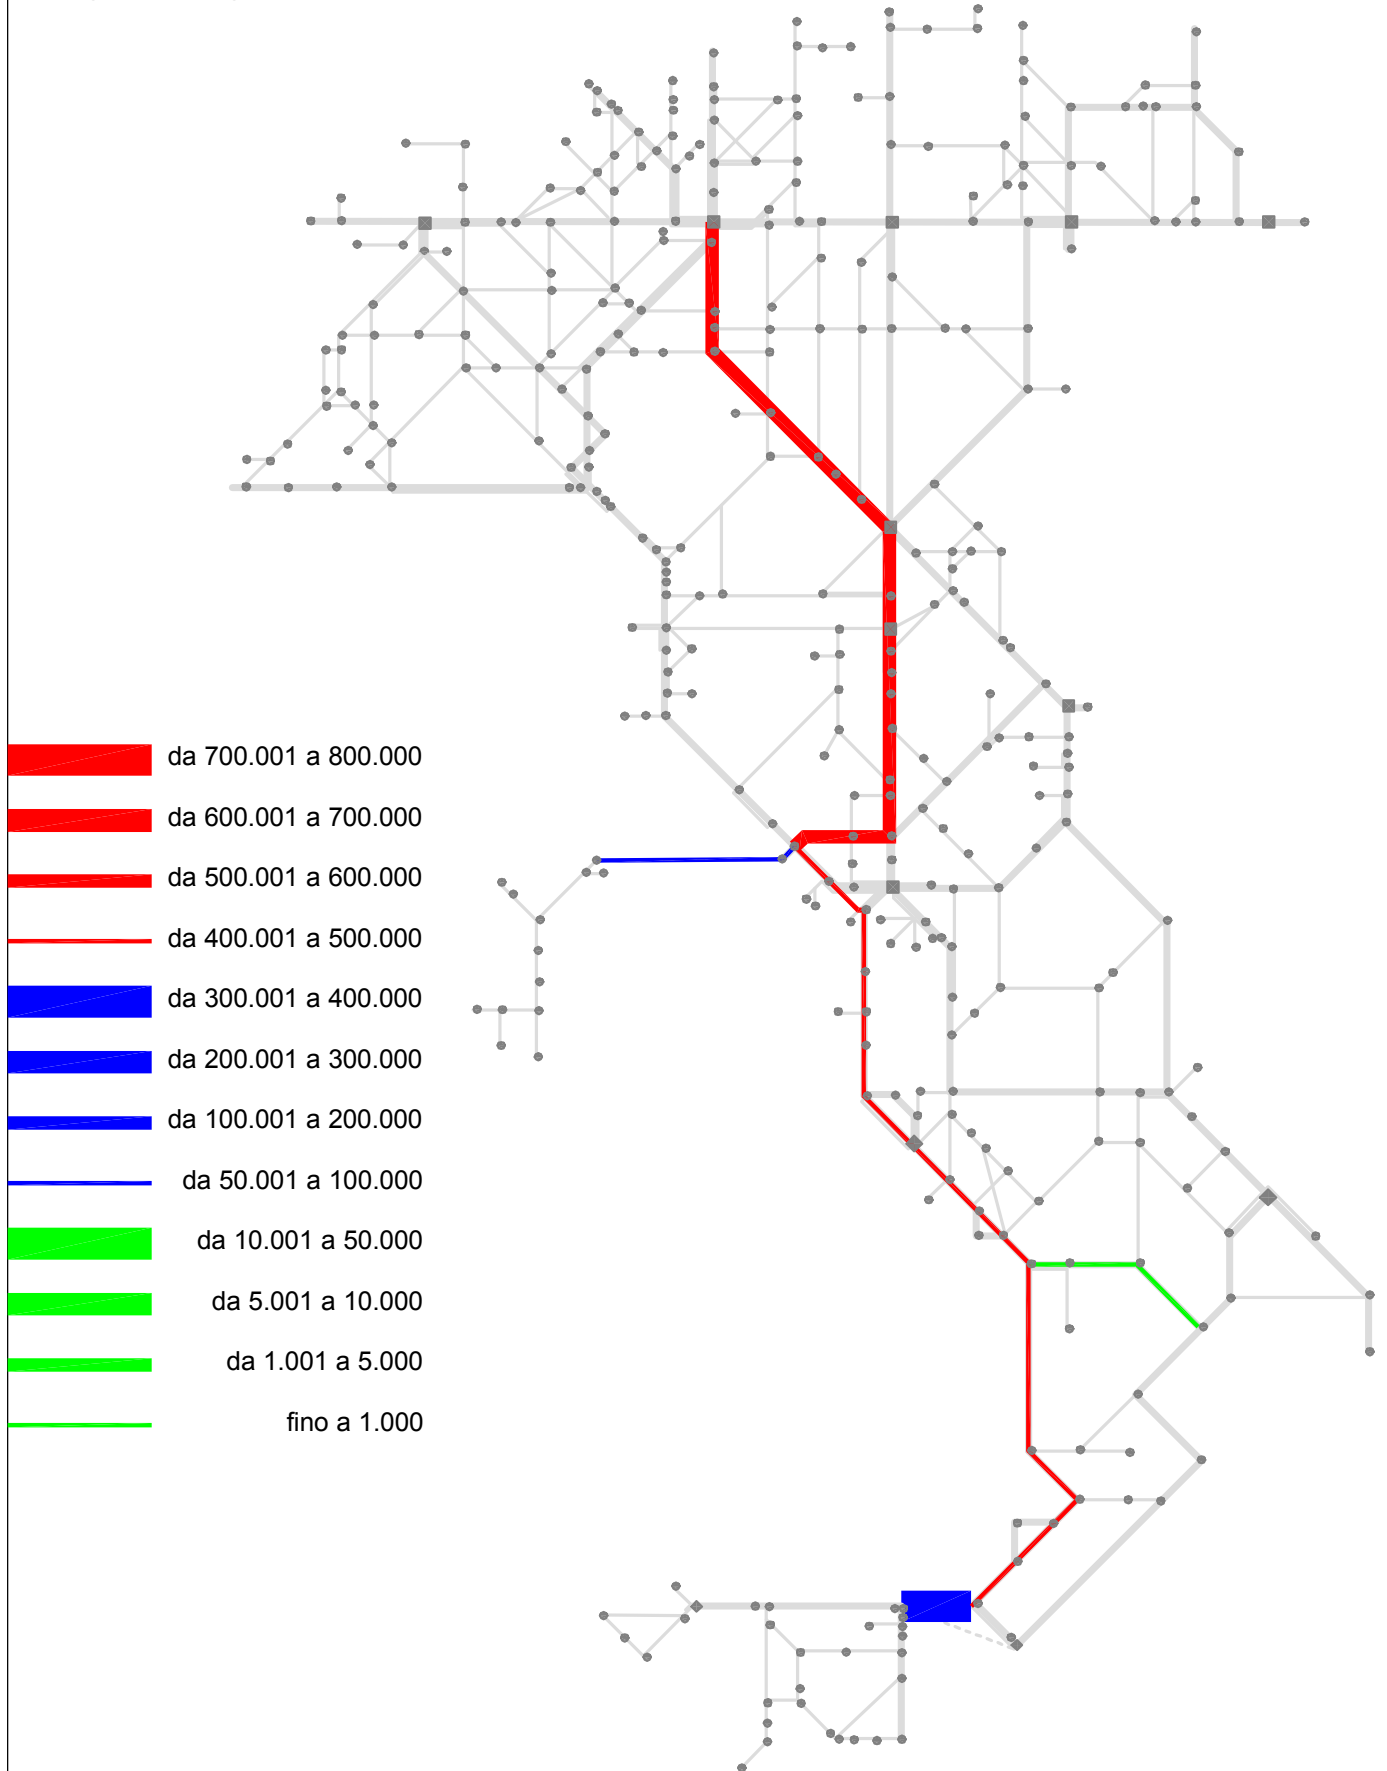 da 700.001 a 800.000
da 600.001 a 700.000
da 500.001 a 600.000
da 400.001 a 500.000
da 300.001 a 400.000
da 200.001 a 300.000
da 100.001 a 200.000
da 50.001 a 100.000
da 10.001 a 50.000
da 5.001 a 10.000
da 1.001 a 5.000
fino a 1.000